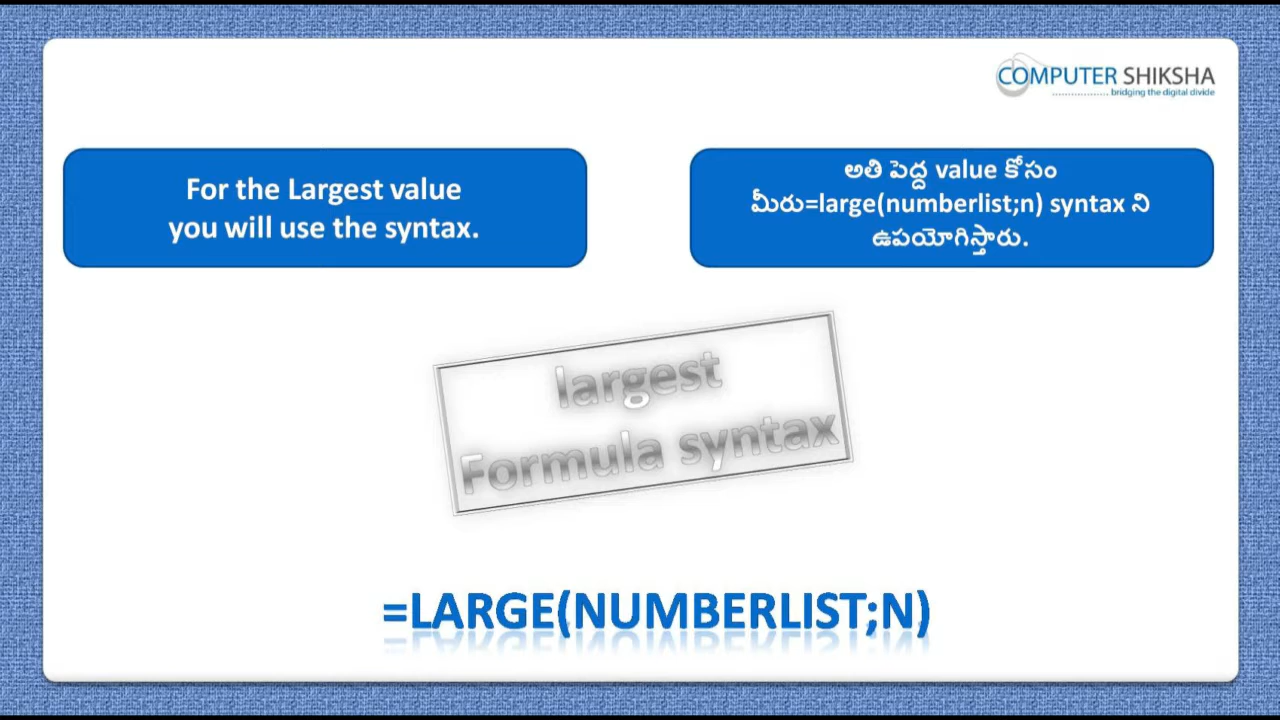 COMPUTER SHIKSHA
.................. bridging the digital divide
For the Largest value
you will use the syntax.
అతి పెద్ద value కోసం
మీరు=large(numberlist;n) syntax ని
ఉపయోగిస్తారు.
largest
Formula syntax
=LARGE(NUMBERLIST;N)